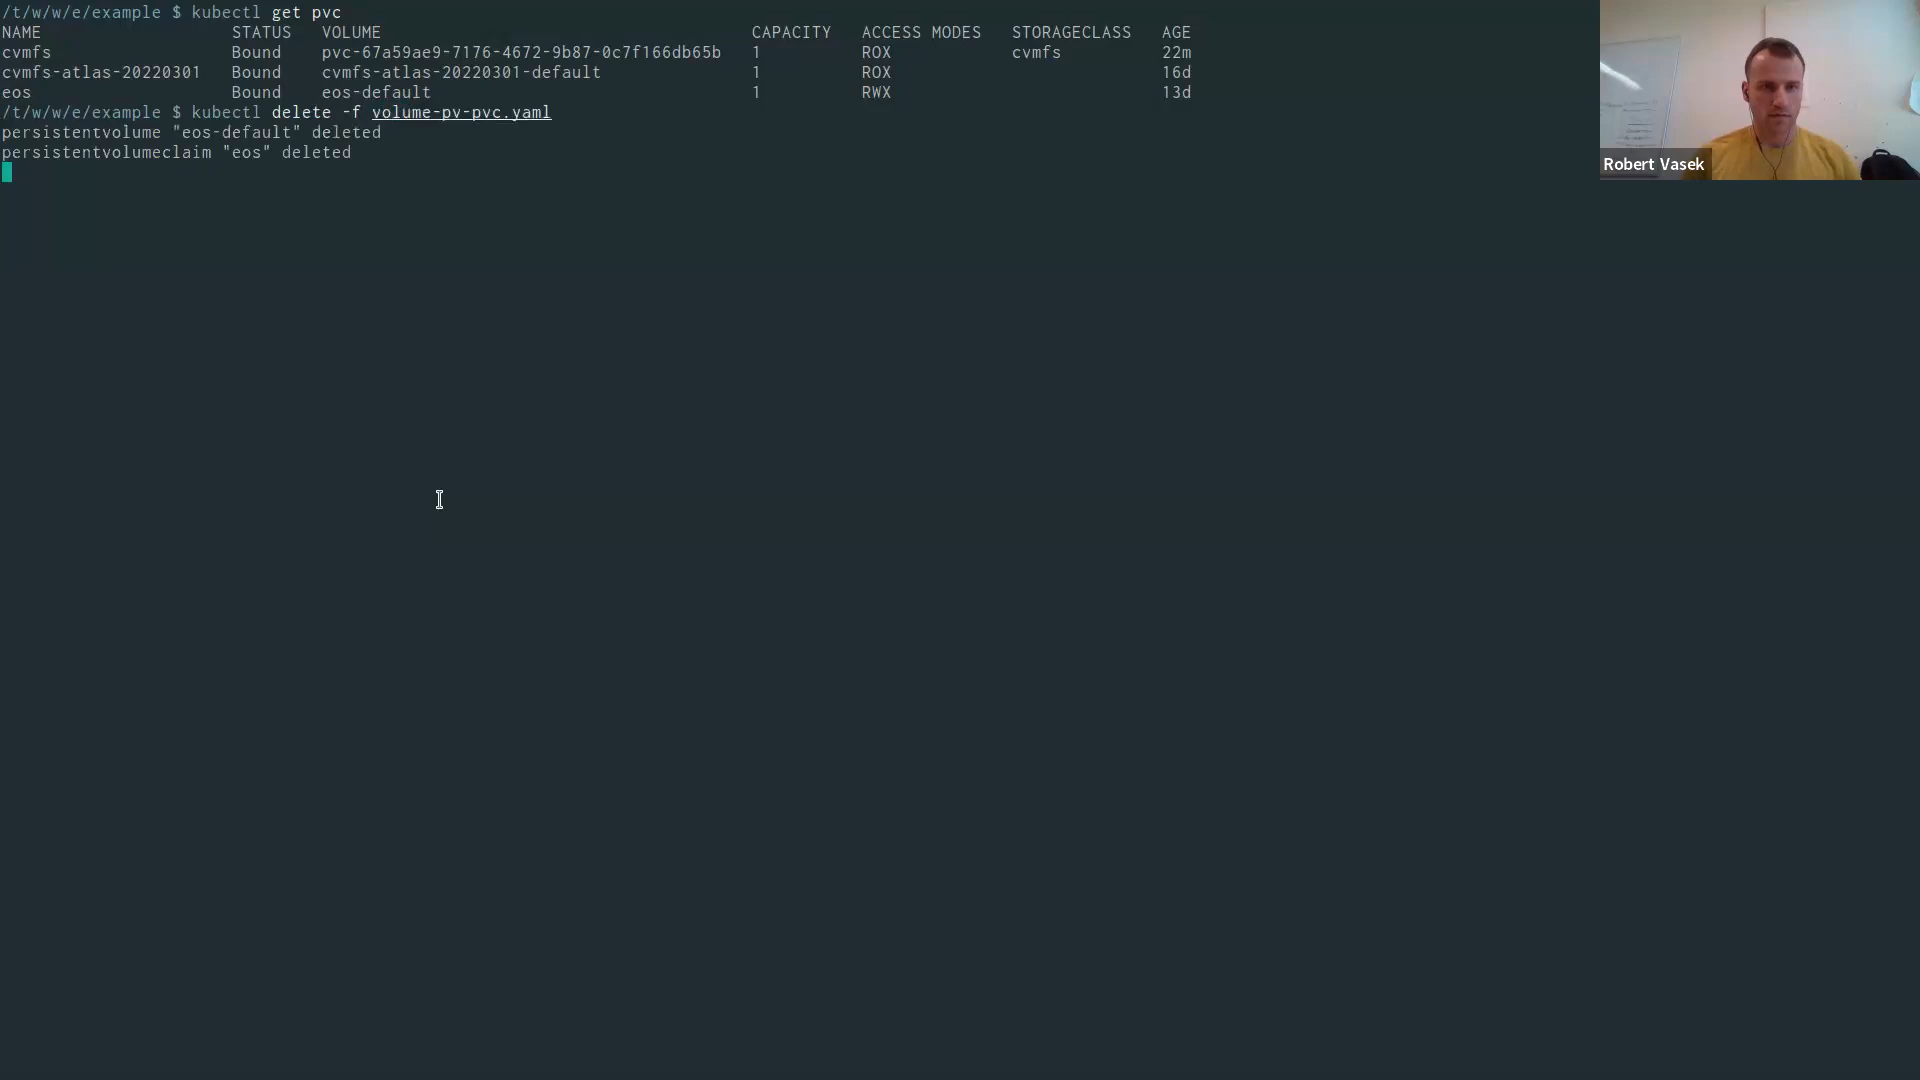 /t/w/w/e/example $ kubectl get pvc
NAME STATUS VOLUME CAPACITY ACCESS MODES STORAGECLASS AGE
cvmfs Bound pvc-67a59ae9-7176-4672-9b87-0c7f166db65b 1 ROX cvmfs 22m
cvmfs-atlas-20220301 Bound cvmfs-atlas-20220301-default 1 ROX 16d
eos Bound eos-default 1 RWX 13d
/t/w/w/e/example $ kubectl delete -f volume-pv-pvc.yaml
persistentvolume "eos-default" deleted
persistentvolumeclaim "eos" deleted
Robert Vasek